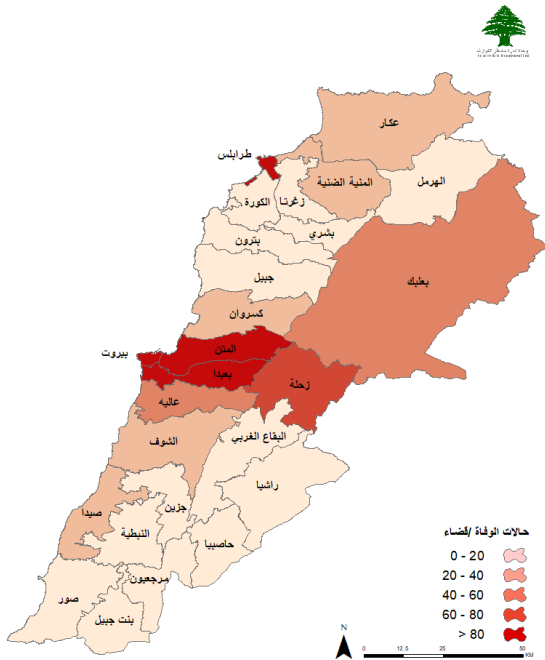 عكار
طرابلس
المنية الضنية
الهرمل
زغرتا
الكورة
بشري
بترون
جبيل
بعلبك
كسروان
المتن
بيروت
بعبدا
زحلة
عاليه
البقاع الغربي
الشوف
راشيا
جزين
صيدا
النبطية
حاصبيا
مرجعيون
صور
بنت جبيل
حالات الوفاة /قضاء
0 - 20
20 - 40
40 - 60
60 - 80
> 80
N
0 12.5 25 50
KM